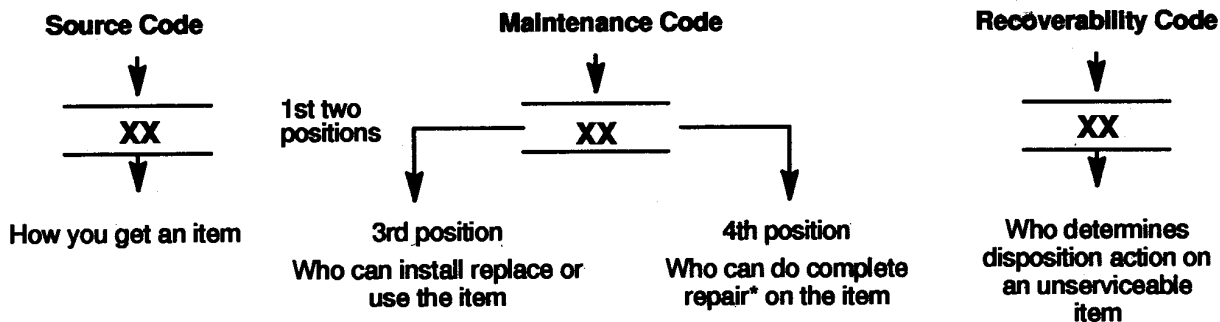 Source Code
Maintenance Code
Recoverability Code
XX
1st two
positions
XX
XX
How you get an item
3rd position
Who can install replace or
use the item
4th position
Who can do complete
repair* on the item
Who determines
disposition action on
an unserviceable
item